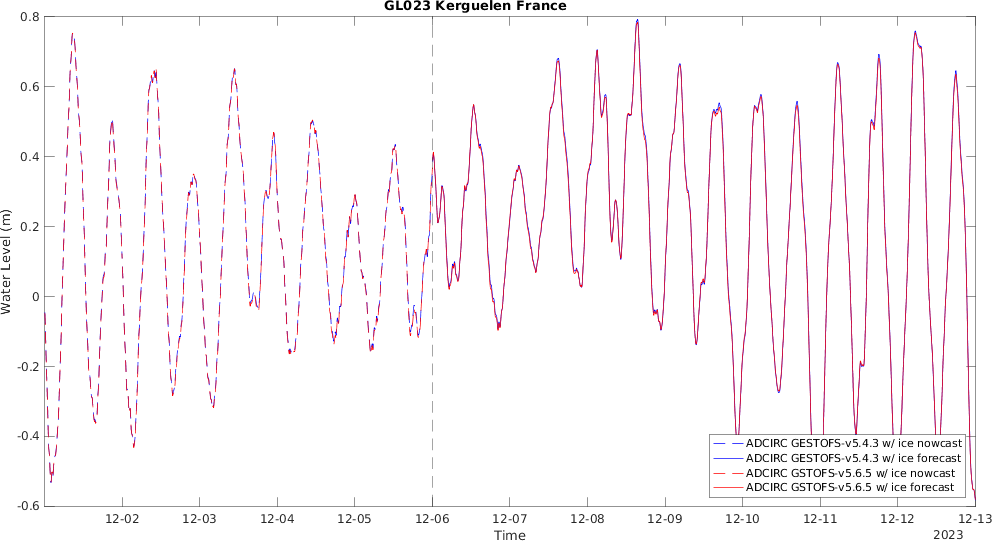 GL023 Kerguelen France
0.8
0.6
0.4
0.2
0
-0.2
-0.4
-0.6
Water Level (m)
ADCIRC GESTOFS-v5.4.3 w/ ice nowcast
ADCIRC GESTOFS-v5.4.3 w/ ice forecast
ADCIRC GSTOFS-v5.6.5 w/ ice nowcast
ADCIRC GSTOFS-v5.6.5 w/ ice forecast
12-02 12-03 12-04 12-05 12-06 12-07 12-08 12-09 12-10 12-11 12-12 12-13
Time
2023